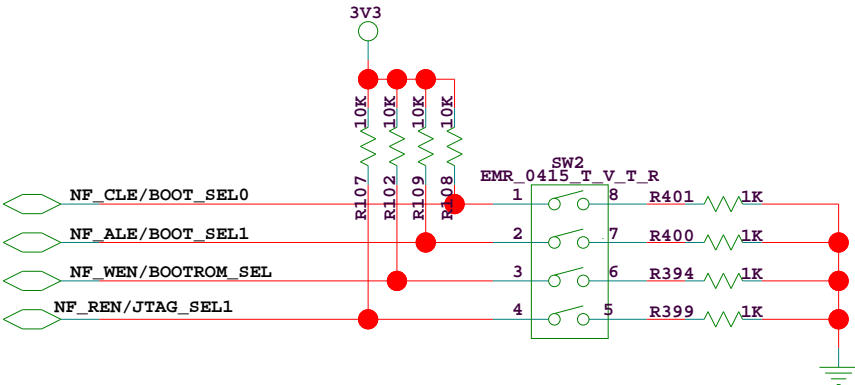 3V3
10K 10K 10K 10K
R107 R102 R109 R108
SW2
EMR_0415_T_V_T_R
NF_CLE/BOOT_SEL0 1 8 R401 1K
NF_ALE/BOOT_SEL1 2 7 R400 1K
NF_WEN/BOOTROM_SEL 3 6 R394 1K
NF_REN/JTAG_SEL1 4 5 R399 1K